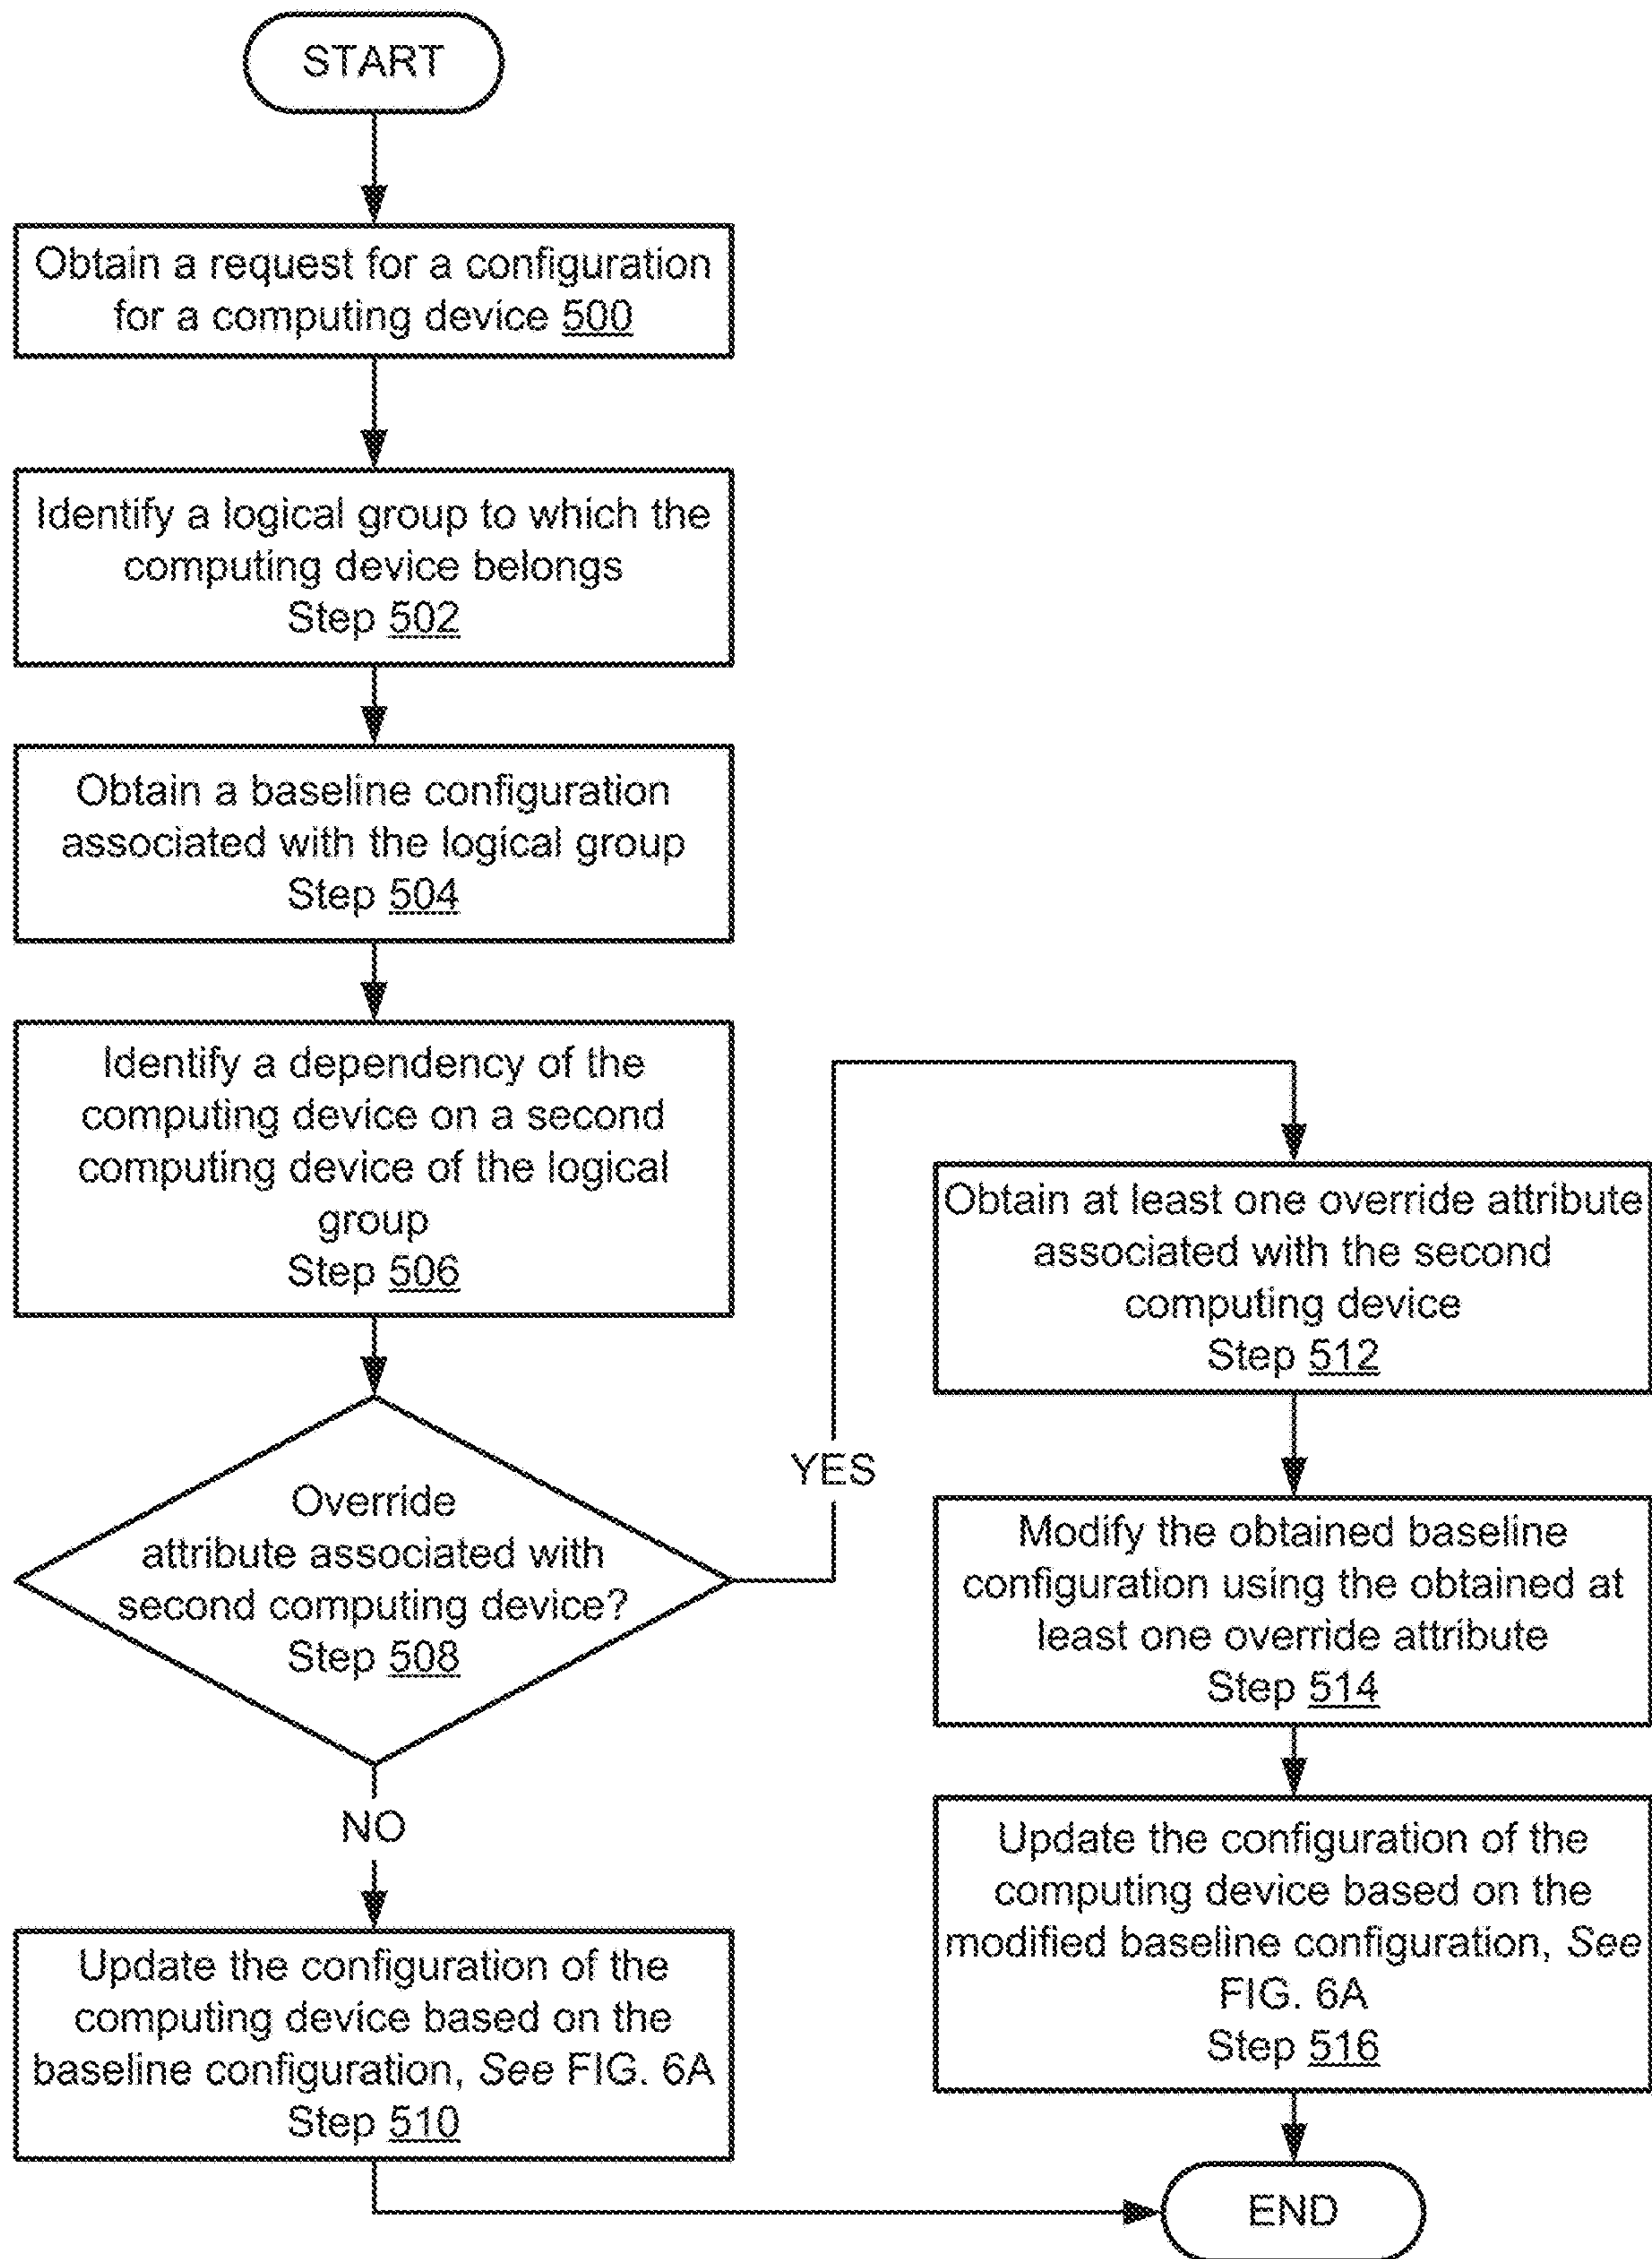 START
Obtain a request for a configuration
for a computing device 500
Identify a logical group to which the
computing device belongs
Step 502
Obtain a baseline configuration
associated with the logical group
Step 504
Identify a dependency of the
computing device on a second
computing device of the logical
group
Step 506
Override
attribute associated with
second computing device?
Step 508
NO
Update the configuration of the
computing device based on the
baseline configuration, See FIG. 6A
Step 510
YES
Obtain at least one override attribute
associated with the second
computing device
Step 512
Modify the obtained baseline
configuration using the obtained at
least one override attribute
Step 514
Update the configuration of the
computing device based on the
modified baseline configuration, See
FIG. 6A
Step 516
END